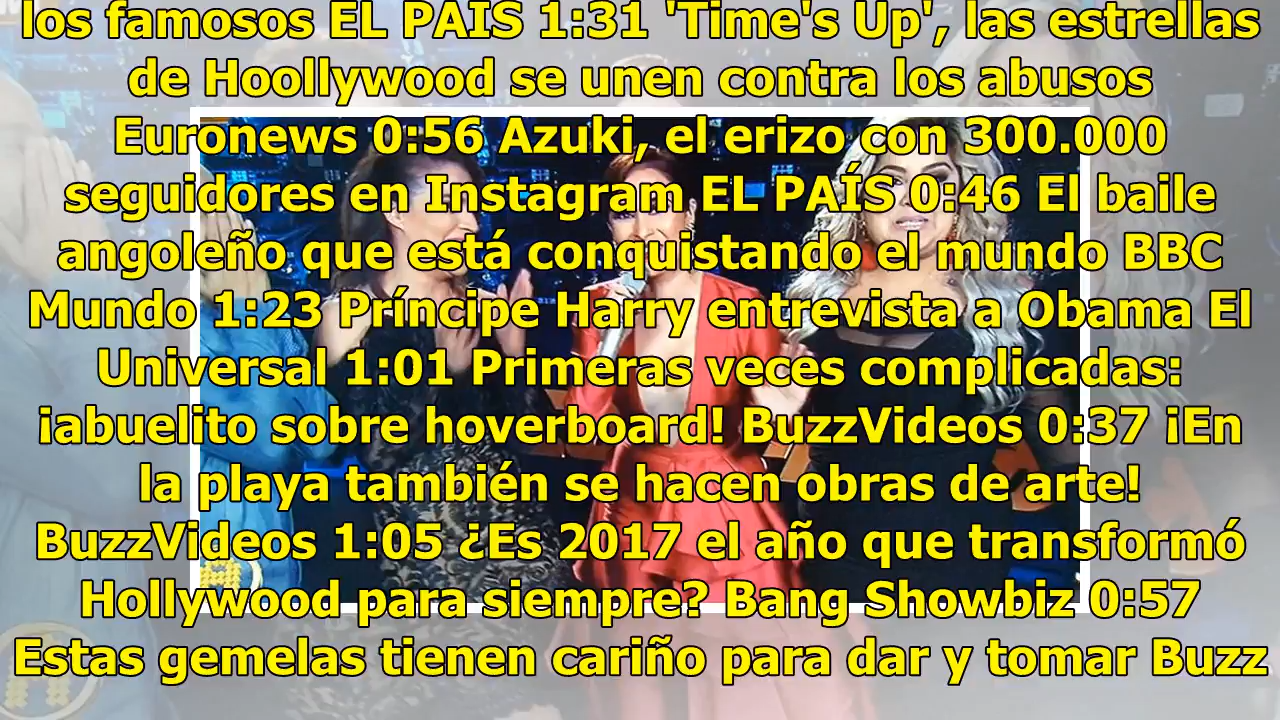 los famosos EL PAÍS 1:31 'Time's Up', las estrellas
de Hoollywood se unen contra los abusos
Euronews 0:56 Azuki, el erizo con 300.000
seguidores en Instagram EL PAÍS 0:46 El baile
angoleño que está conquistando el mundo BBC
Mundo 1:23 Príncipe Harry entrevista a Obama El
Universal 1:01 Primeras veces complicadas:
¡abuelito sobre hoverboard! BuzzVideos 0:37 ¡En
la playa también se hacen obras de arte!
BuzzVideos 1:05 ¿Es 2017 el año que transformó
Hollywood para siempre? Bang Showbiz 0:57
Estas gemelas tienen cariño para dar y tomar Buzz